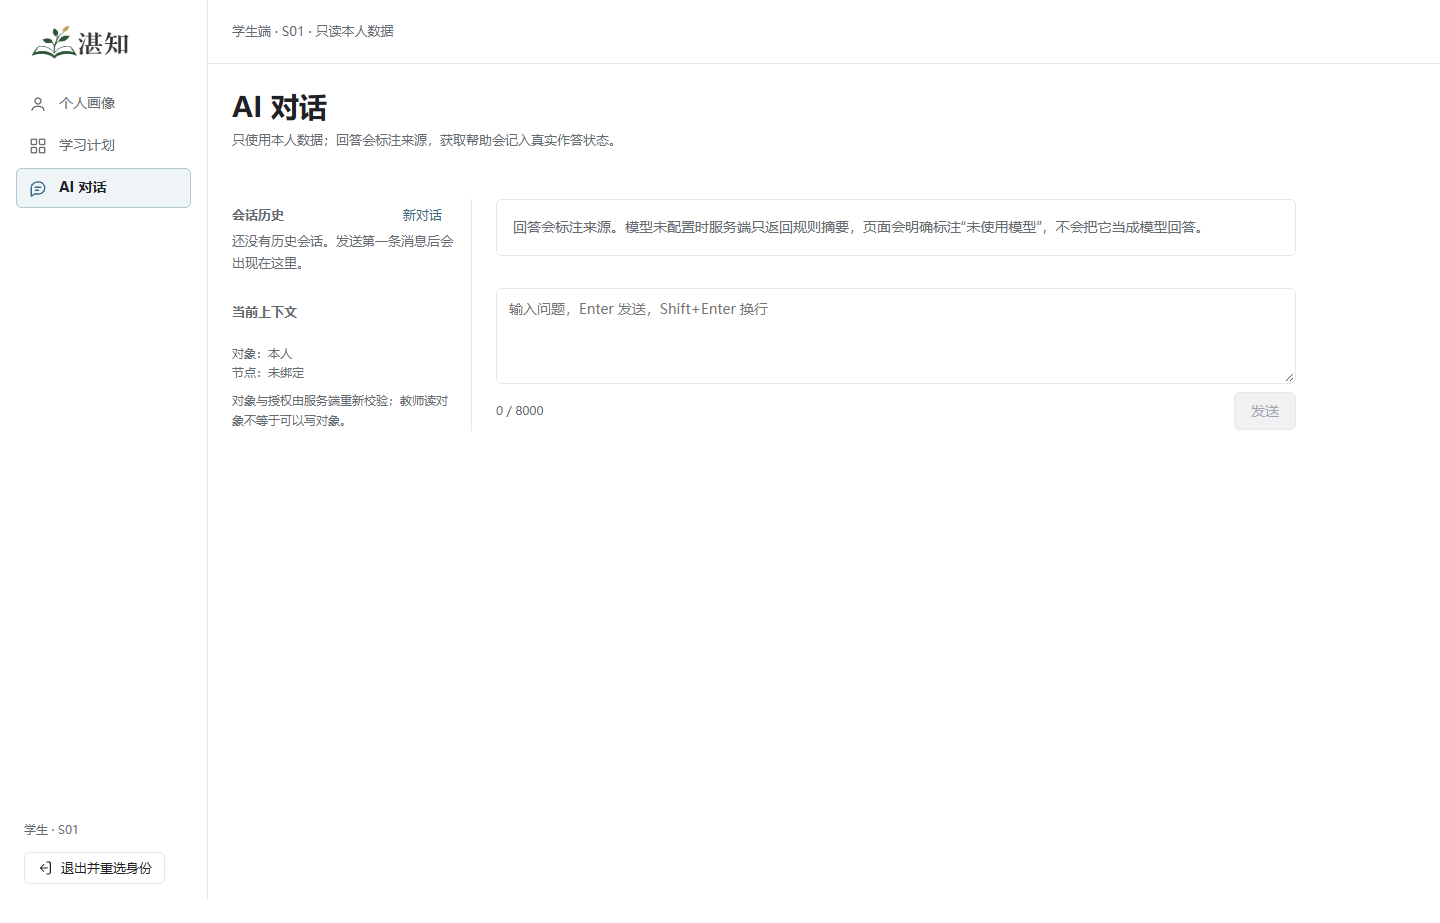 湛知
个人画像
学习计划
AI 对话
学生 · S01
退出并重选身份
学生端 · S01 · 只读本人数据
AI 对话
只使用本人数据；回答会标注来源，获取帮助会记入真实作答状态。
会话历史
新对话
还没有历史会话。发送第一条消息后会
出现在这里。
当前上下文
对象：本人
节点：未绑定
对象与授权由服务端重新校验；教师读对
象不等于可以写对象。
回答会标注来源。模型未配置时服务端只返回规则摘要，页面会明确标注“未使用模型”，不会把它当成模型回答。
输入问题，Enter 发送，Shift+Enter 换行
0 / 8000
发送